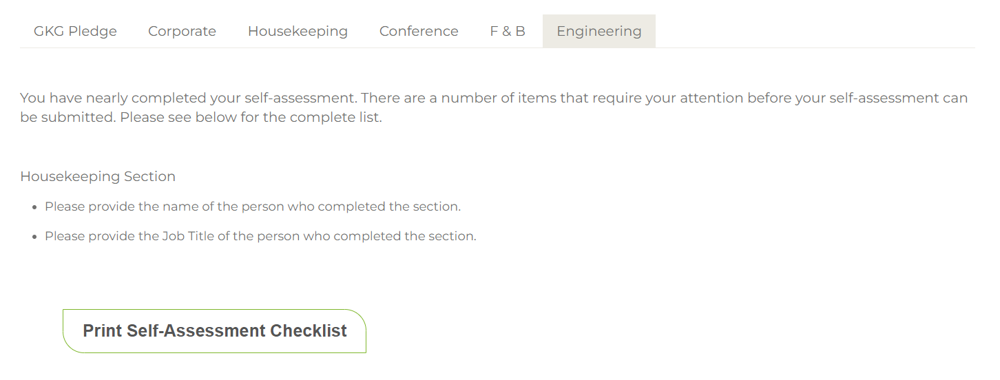 GKG Pledge Corporate Housekeeping Conference F & B Engineering
You have nearly completed your self-assessment. There are a number of items that require your attention before your self-assessment can
be submitted. Please see below for the complete list.
Housekeeping Section
• Please provide the name of the person who completed the section.
• Please provide the Job Title of the person who completed the section.
Print Self-Assessment Checklist